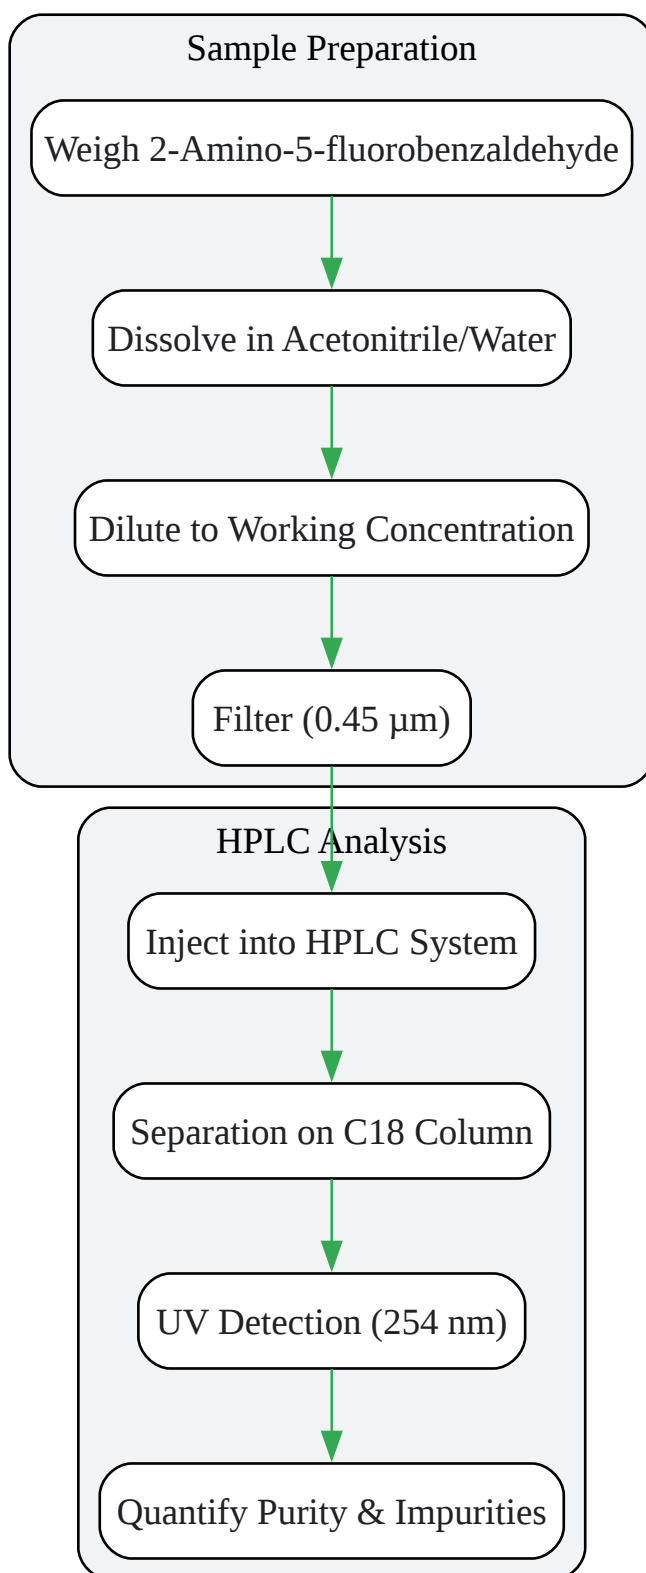 Sample Preparation
Weigh 2-Amino-5-fluorobenzaldehyde
Dissolve in Acetonitrile/Water
Dilute to Working Concentration
Filter (0.45 µm)
HPLC Analysis
Inject into HPLC System
Separation on C18 Column
UV Detection (254 nm)
Quantify Purity & Impurities